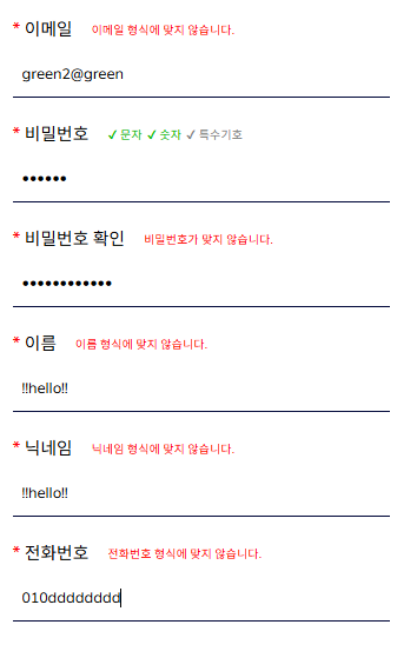 * 이메일 이메일 형식에 맞지 않습니다.
green2@green
* 비밀번호 ✓ 문자 ✓ 숫자 ✓ 특수기호
••••••
* 비밀번호 확인 비밀번호가 맞지 않습니다.
••••••••••••
* 이름 이름 형식에 맞지 않습니다.
!!hello!!
* 닉네임 닉네임 형식에 맞지 않습니다.
!!hello!!
* 전화번호 전화번호 형식에 맞지 않습니다.
010dddddddd